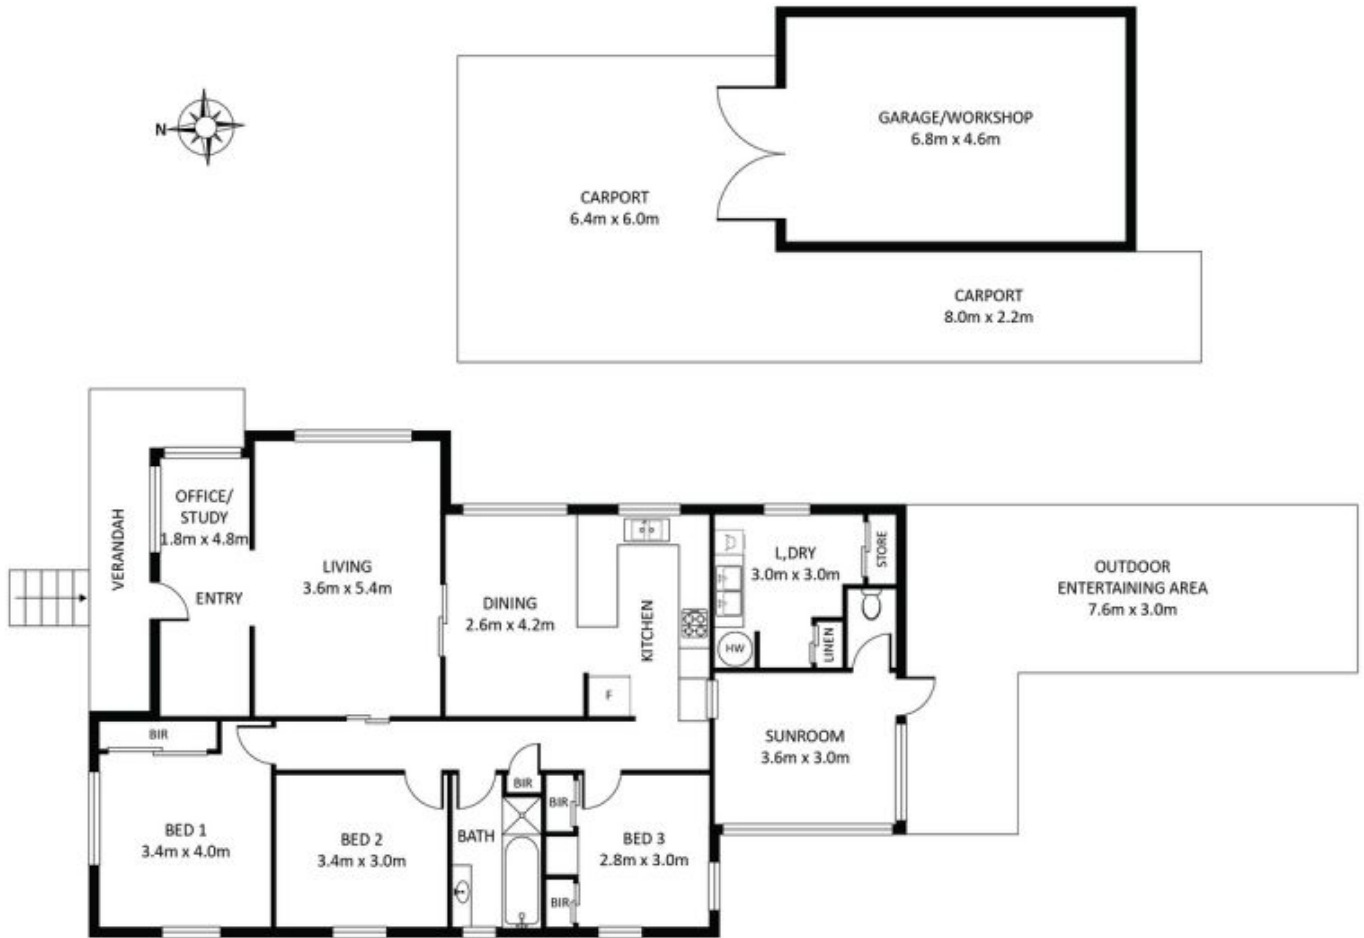 N
GARAGE/WORKSHOP
6.8m x 4.6m
CARPORT
6.4m x 6.0m
CARPORT
8.0m x 2.2m
VERANDAH
OFFICE/
STUDY
1.8m x 4.8m
ENTRY
LIVING
3.6m x 5.4m
DINING
2.6m x 4.2m
KITCHEN
F
L,DRY
3.0m x 3.0m
STORE
LINEN
HW
OUTDOOR
ENTERTAINING AREA
7.6m x 3.0m
SUNROOM
3.6m x 3.0m
BIR
BED 1
3.4m x 4.0m
BED 2
3.4m x 3.0m
BATH
BIR
BIR
BED 3
2.8m x 3.0m
BIR